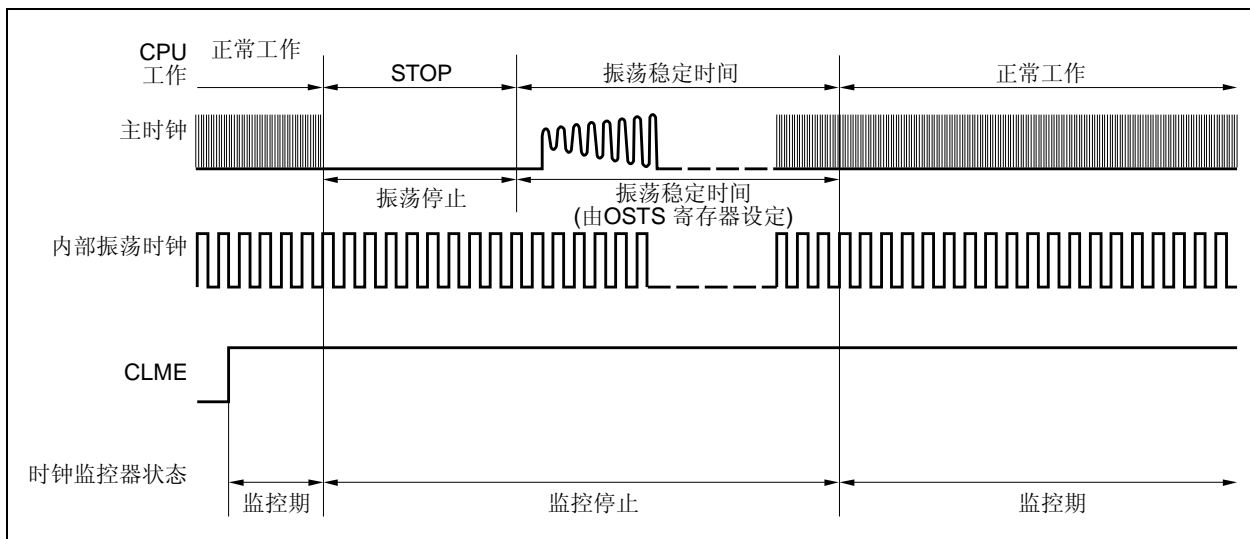 CPU 正常工作
工作
STOP
振荡稳定时间
正常工作
主时钟
振荡停止
振荡稳定时间
(由OSTS 寄存器设定)
内部振荡时钟
CLME
时钟监控器状态
监控期
监控停止
监控期